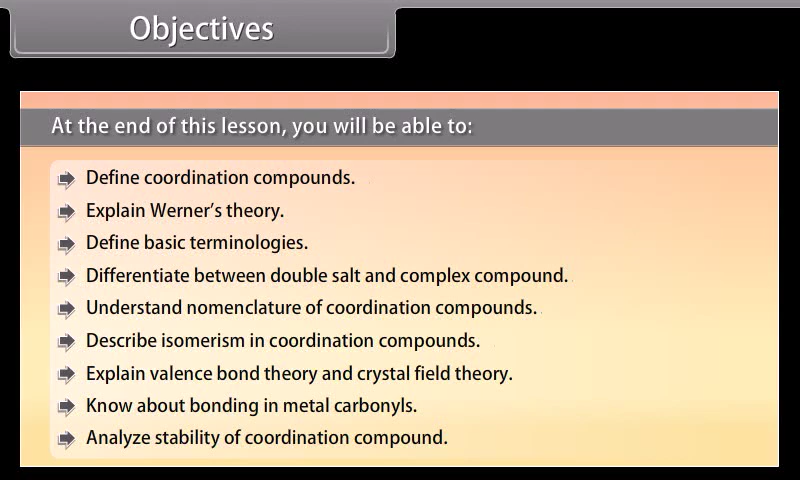 Objectives
At the end of this lesson, you will be able to:
Define coordination compounds.
Explain Werner's theory.
Define basic terminologies.
Differentiate between double salt and complex compound.
Understand nomenclature of coordination compounds.
Describe isomerism in coordination compounds.
Explain valence bond theory and crystal field theory.
Know about bonding in metal carbonyls.
Analyze stability of coordination compound.